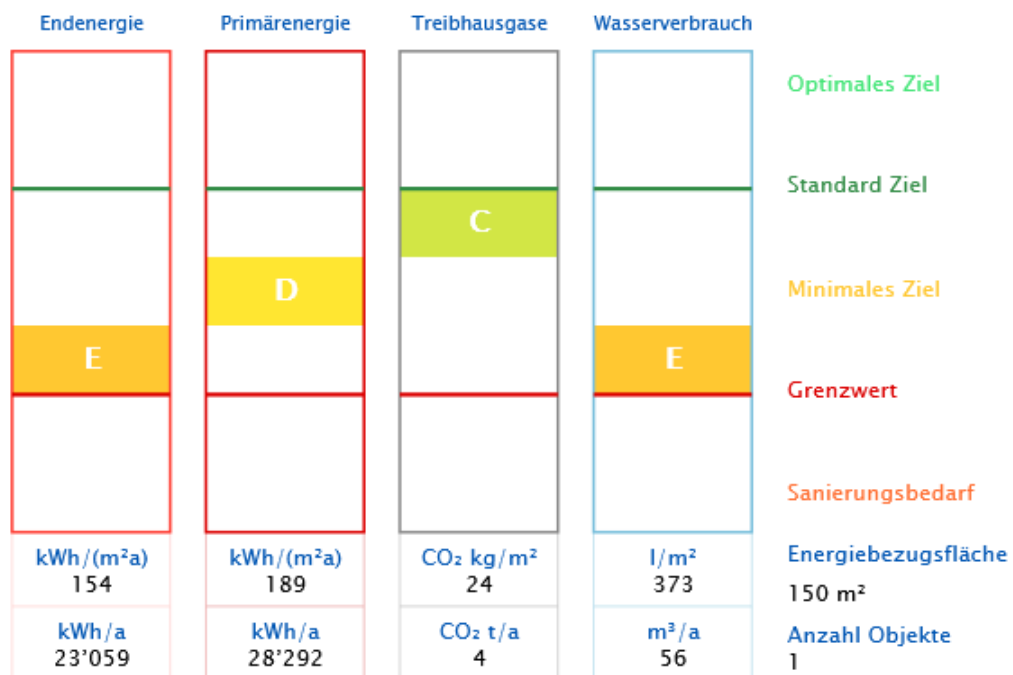 Endenergie Primärenergie Treibhausgase Wasserverbrauch
Optimales Ziel
Standard Ziel
C
Minimales Ziel
D
E E
Grenzwert
Sanierungsbedarf
kWh/(m²a) kWh/(m²a) CO₂ kg/m² l/m² Energiebezugsfläche
154 189 24 373 150 m²
kWh/a kWh/a CO₂ t/a m³/a Anzahl Objekte
23’059 28’292 4 56 1